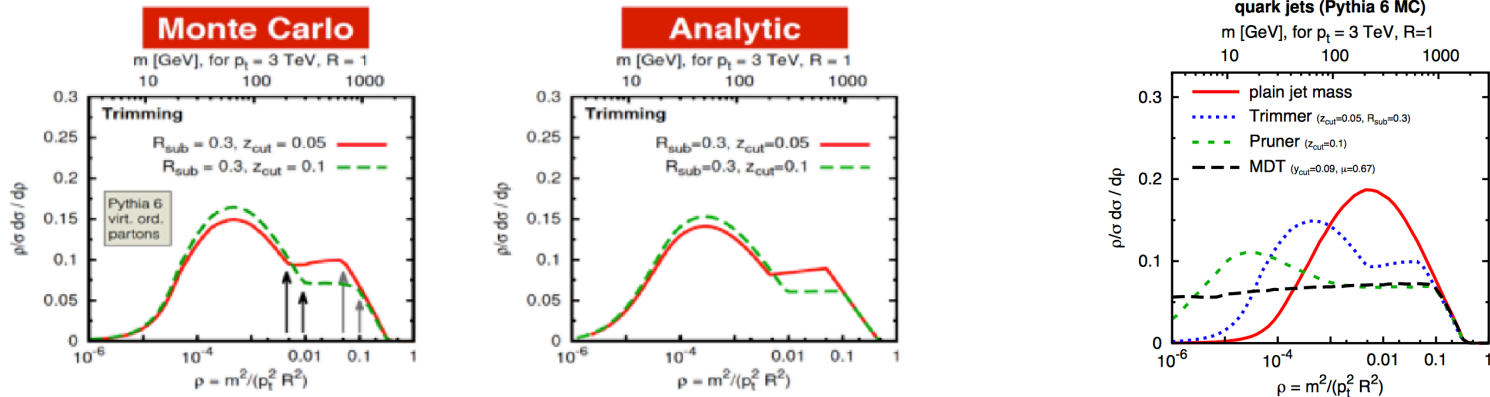 Monte Carlo
m [GeV], for pt = 3 TeV, R = 1
10 100 1000
0.3
0.25
0.2
0.15
0.1
0.05
0
Trimming
Rsub = 0.3, zcut = 0.05
Rsub = 0.3, zcut = 0.1
Pythia 6
virt. ord.
partons
ρ/σ dσ / dρ
10-6 10-4 0.01 0.1 1
ρ = m2/(pt2 R2)
Analytic
m [GeV], for pt = 3 TeV, R = 1
10 100 1000
0.3
0.25
0.2
0.15
0.1
0.05
0
Trimming
Rsub=0.3, zcut=0.05
Rsub=0.3, zcut=0.1
ρ/σ dσ / dρ
10-6 10-4 0.01 0.1 1
ρ = m2/(pt2 R2)
quark jets (Pythia 6 MC)
m [GeV], for pt = 3 TeV, R=1
10 100 1000
0.3
0.2
0.1
0
plain jet mass
Trimmer (zcut=0.05, Rsub=0.3)
Pruner (zcut=0.1)
MDT (ycut=0.09, μ=0.67)
ρ/σ dσ / dρ
10-6 10-4 0.01 0.1 1
ρ = m2/(pt2 R2)